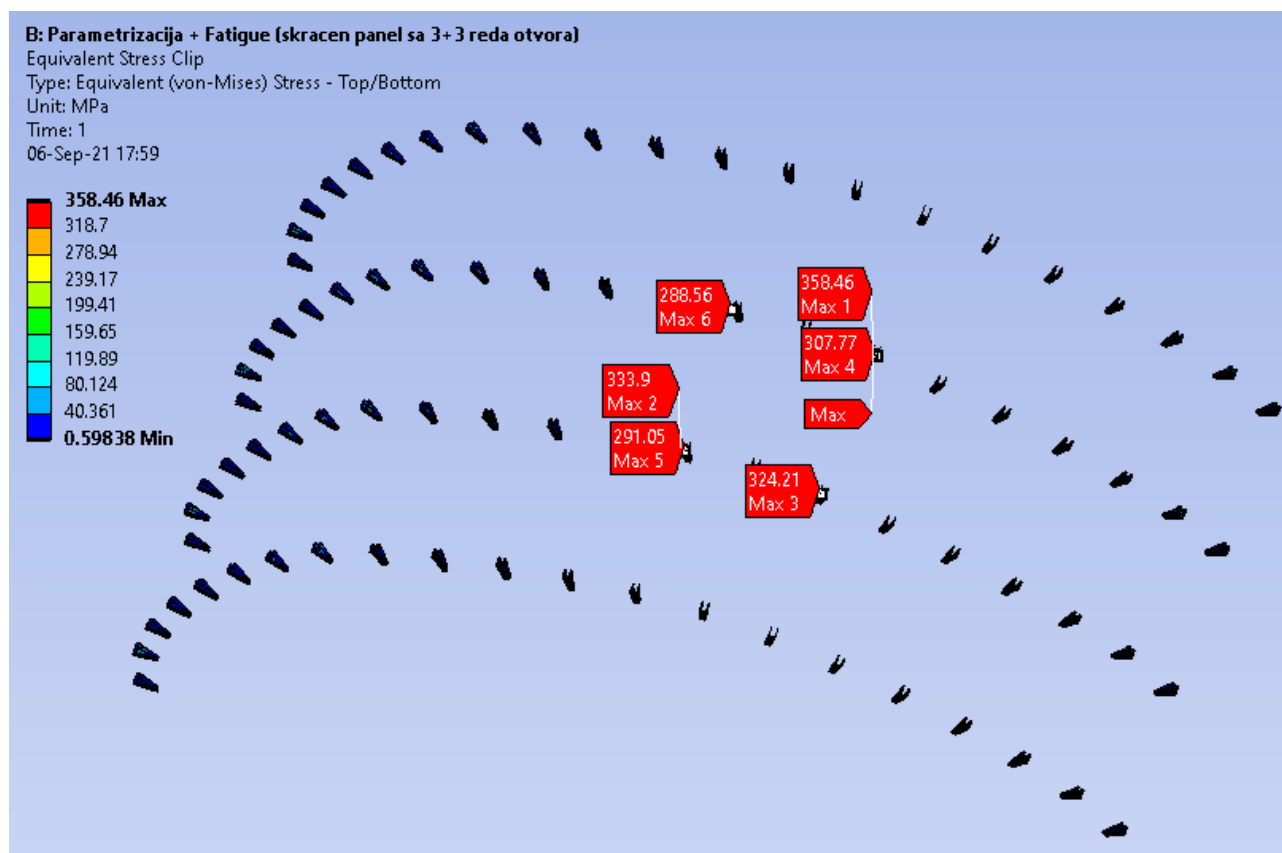 B: Parametrizacija + Fatigue (skracen panel sa 3+3 reda otvora)
Equivalent Stress Clip
Type: Equivalent (von-Mises) Stress - Top/Bottom
Unit: MPa
Time: 1
06-Sep-21 17:59
358.46 Max
318.7
278.94
239.17
199.41
159.65
119.89
80.124
40.361
0.59838 Min
288.56
Max 6
358.46
Max 1
307.77
Max 4
333.9
Max 2
Max
291.05
Max 5
324.21
Max 3